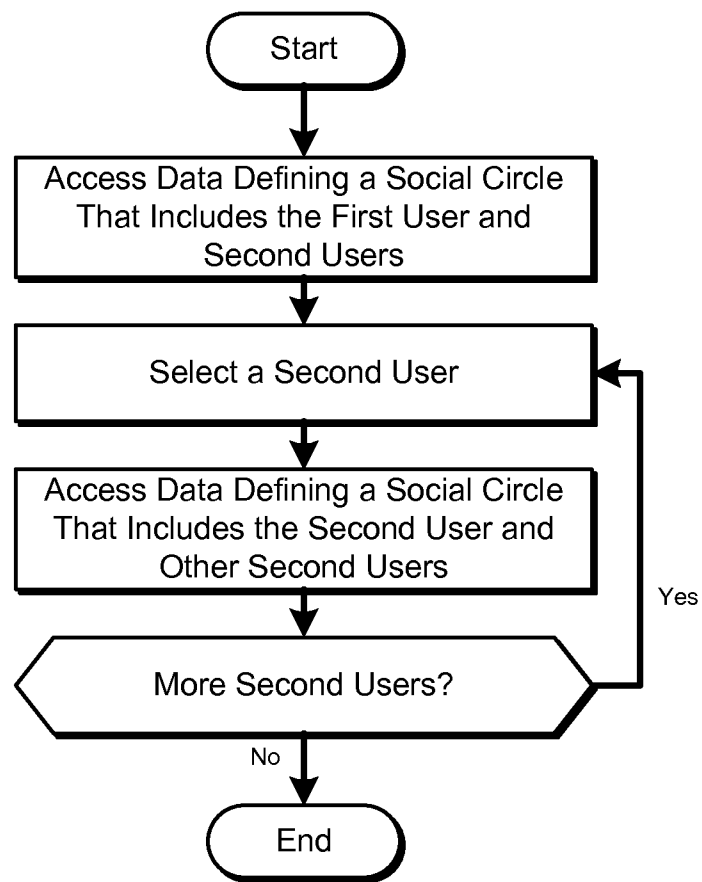 Start
Access Data Defining a Social Circle
That Includes the First User and
Second Users
Select a Second User
Access Data Defining a Social Circle
That Includes the Second User and
Other Second Users
Yes
More Second Users?
No
End